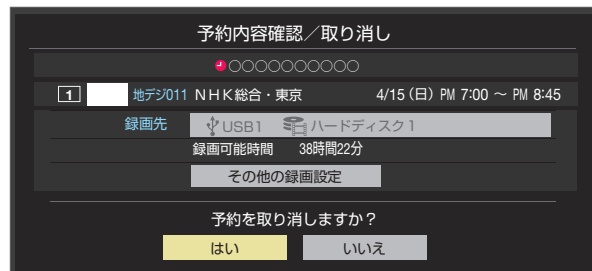 予約内容確認／取り消し
○○○○○○○○○○
1 地デジ011 NHK総合・東京 4/15(日) PM 7:00 ～ PM 8:45
録画先 USB1 ハードディスク1
録画可能時間 38時間22分
その他の録画設定
予約を取り消しますか？
はい いいえ